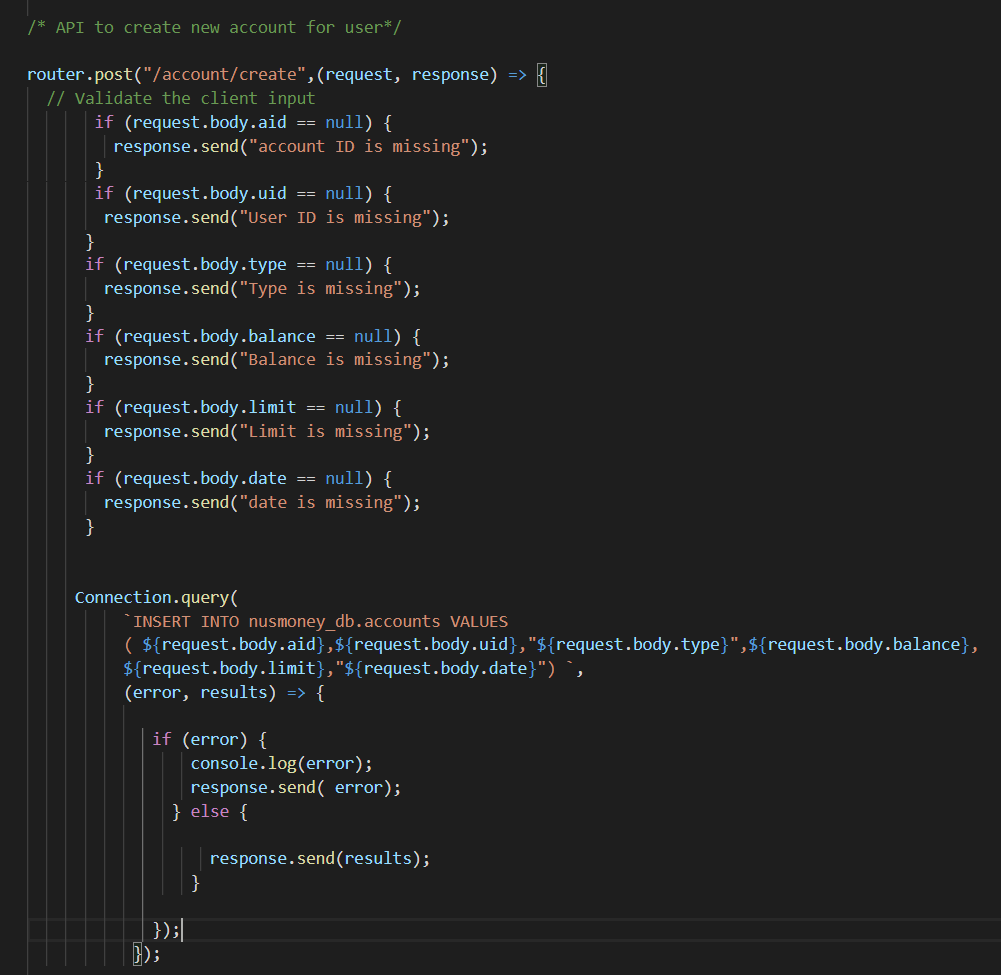 /* API to create new account for user*/
router.post("/account/create",(request, response) => {
// Validate the client input
if (request.body.aid == null) {
response.send("account ID is missing");
}
if (request.body.uid == null) {
response.send("User ID is missing");
}
if (request.body.type == null) {
response.send("Type is missing");
}
if (request.body.balance == null) {
response.send("Balance is missing");
}
if (request.body.limit == null) {
response.send("Limit is missing");
}
if (request.body.date == null) {
response.send("date is missing");
}
Connection.query(
`INSERT INTO nusmoney_db.accounts VALUES
( ${request.body.aid},${request.body.uid},"${request.body.type}",${request.body.balance},
${request.body.limit},"${request.body.date}") `,
(error, results) => {
if (error) {
console.log(error);
response.send( error);
} else {
response.send(results);
}
});
});